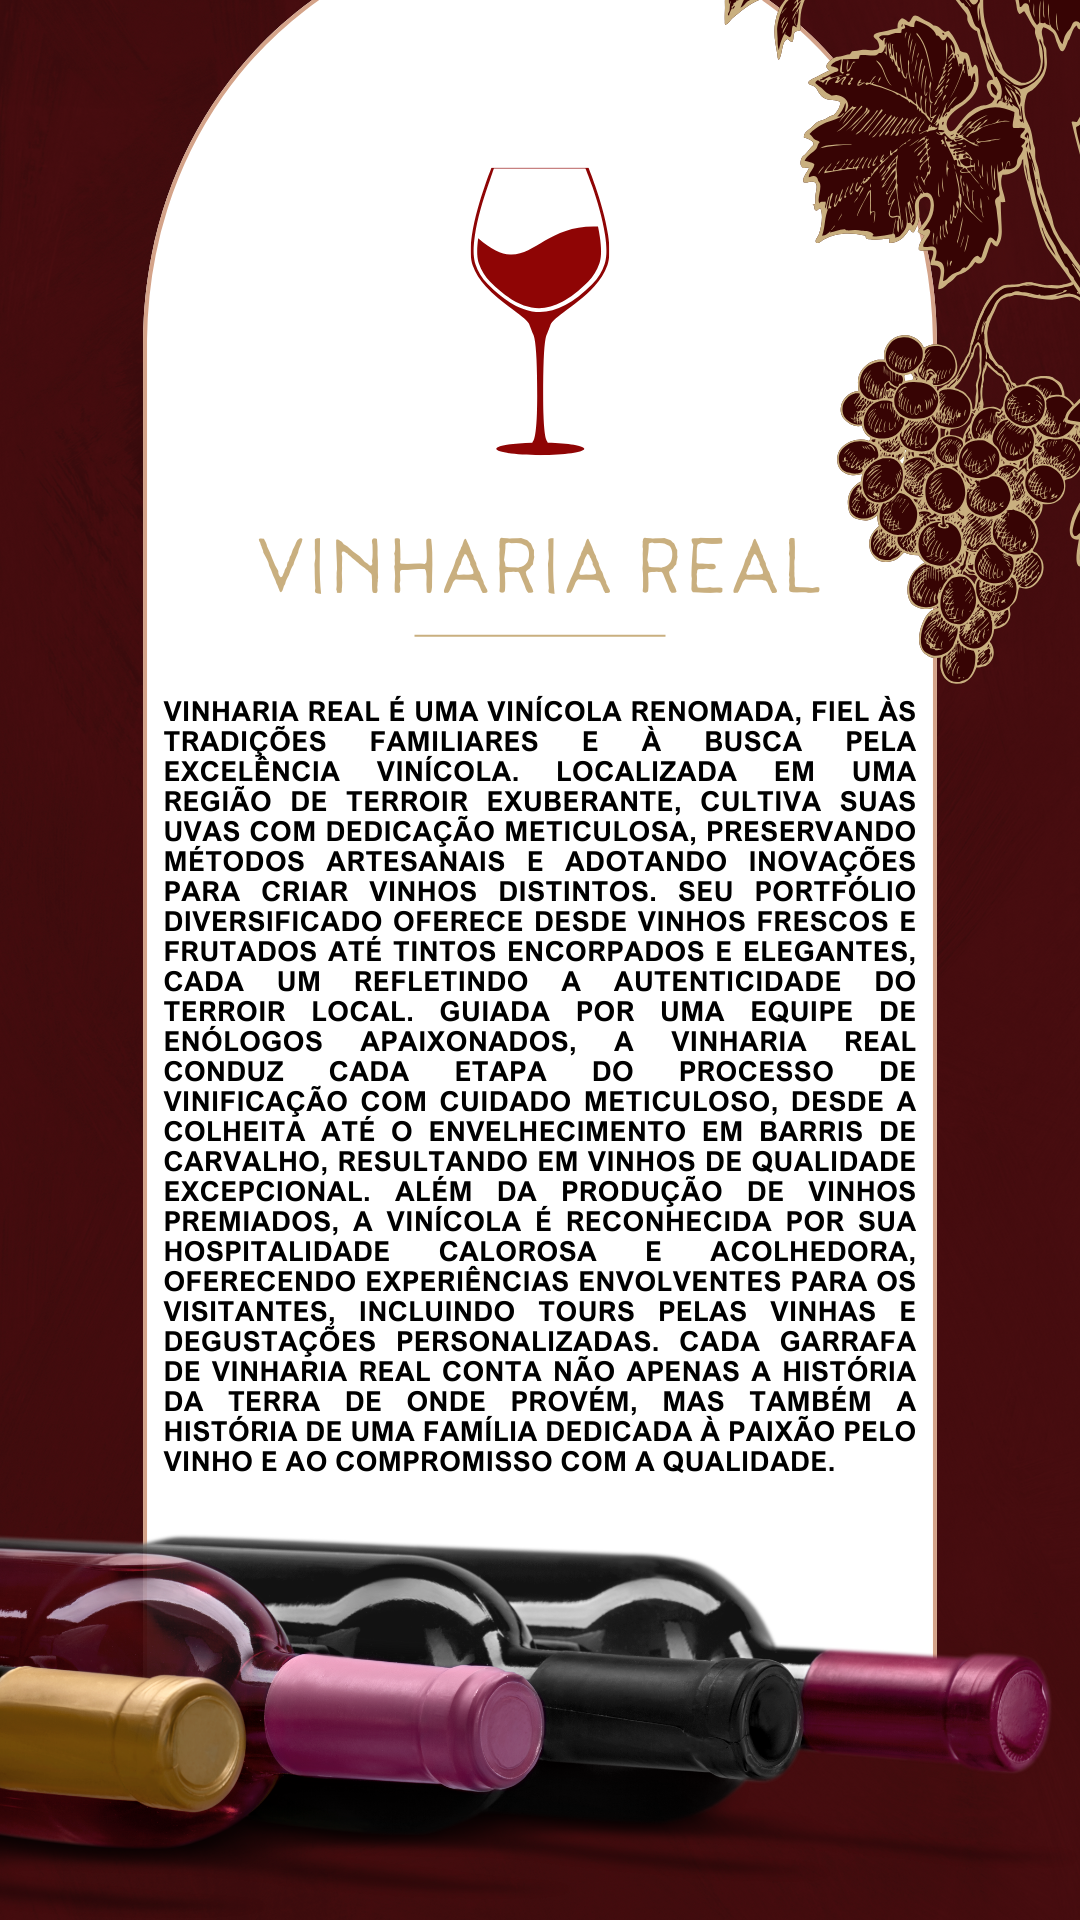 VINHARIA REAL
VINHARIA REAL É UMA VINÍCOLA RENOMADA, FIEL ÀS
TRADIÇÕES FAMILIARES E À BUSCA PELA
EXCELÊNCIA VINÍCOLA. LOCALIZADA EM UMA
REGIÃO DE TERROIR EXUBERANTE, CULTIVA SUAS
UVAS COM DEDICAÇÃO METICULOSA, PRESERVANDO
MÉTODOS ARTESANAIS E ADOTANDO INOVAÇÕES
PARA CRIAR VINHOS DISTINTOS. SEU PORTFÓLIO
DIVERSIFICADO OFERECE DESDE VINHOS FRESCOS E
FRUTADOS ATÉ TINTOS ENCORPADOS E ELEGANTES,
CADA UM REFLETINDO A AUTENTICIDADE DO
TERROIR LOCAL. GUIADA POR UMA EQUIPE DE
ENÓLOGOS APAIXONADOS, A VINHARIA REAL
CONDUZ CADA ETAPA DO PROCESSO DE
VINIFICAÇÃO COM CUIDADO METICULOSO, DESDE A
COLHEITA ATÉ O ENVELHECIMENTO EM BARRIS DE
CARVALHO, RESULTANDO EM VINHOS DE QUALIDADE
EXCEPCIONAL. ALÉM DA PRODUÇÃO DE VINHOS
PREMIADOS, A VINÍCOLA É RECONHECIDA POR SUA
HOSPITALIDADE CALOROSA E ACOLHEDORA,
OFERECENDO EXPERIÊNCIAS ENVOLVENTES PARA OS
VISITANTES, INCLUINDO TOURS PELAS VINHAS E
DEGUSTAÇÕES PERSONALIZADAS. CADA GARRAFA
DE VINHARIA REAL CONTA NÃO APENAS A HISTÓRIA
DA TERRA DE ONDE PROVÉM, MAS TAMBÉM A
HISTÓRIA DE UMA FAMÍLIA DEDICADA À PAIXÃO PELO
VINHO E AO COMPROMISSO COM A QUALIDADE.